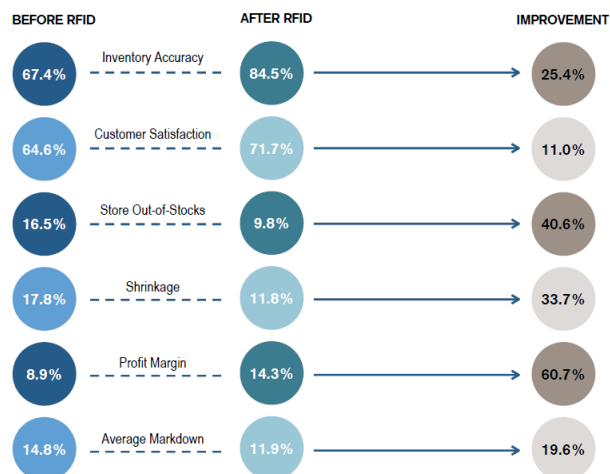 BEFORE RFID AFTER RFID IMPROVEMENT
Inventory Accuracy
67.4% 84.5% 25.4%
Customer Satisfaction
64.6% 71.7% 11.0%
Store Out-of-Stocks
16.5% 9.8% 40.6%
Shrinkage
17.8% 11.8% 33.7%
Profit Margin
8.9% 14.3% 60.7%
Average Markdown
14.8% 11.9% 19.6%